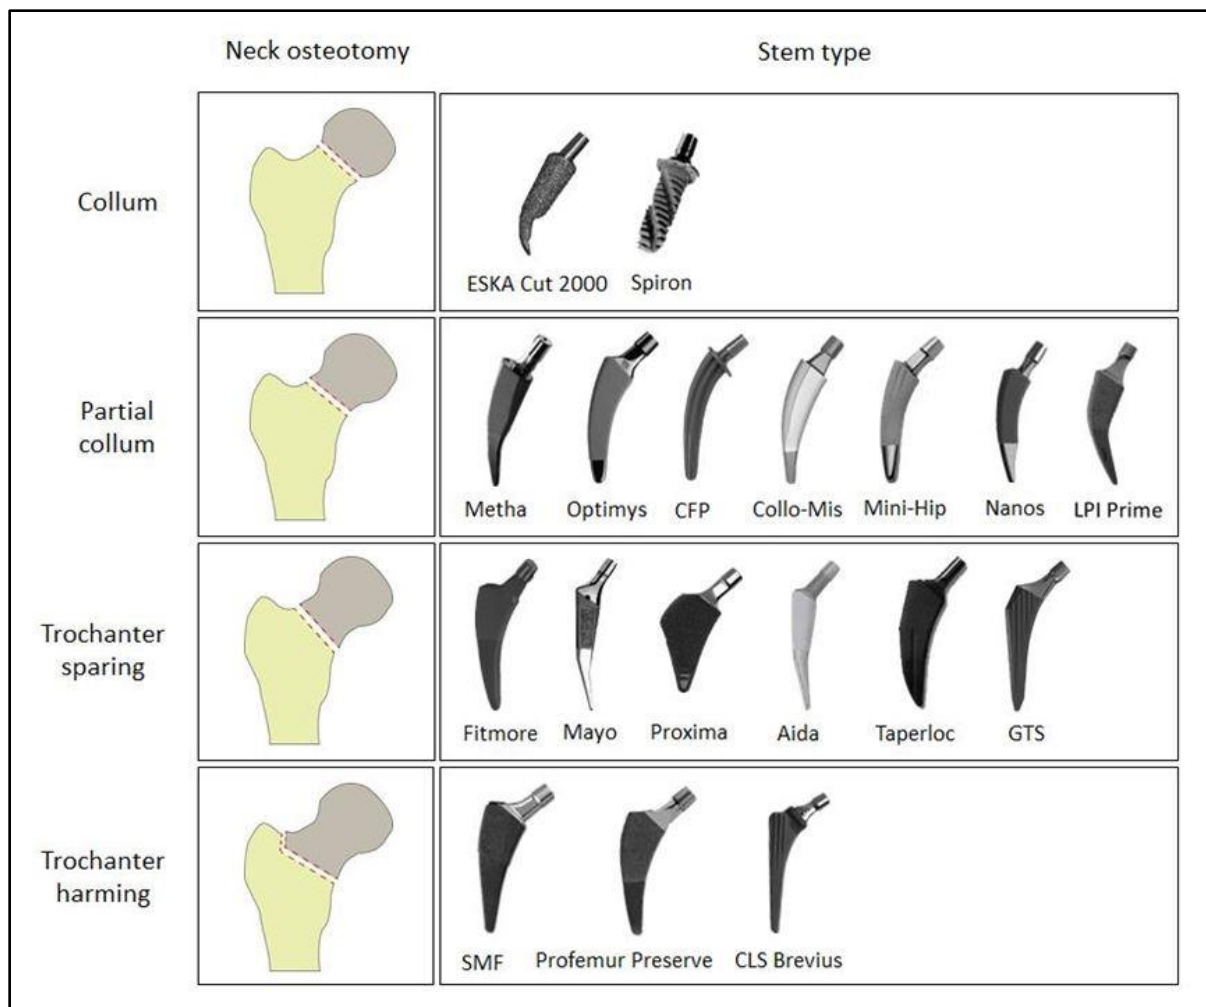 Neck osteotomy
Stem type
Collum
ESKA Cut 2000
Spiron
Partial
collum
Metha
Optimys
CFP
Collo-Mis
Mini-Hip
Nanos
LPI Prime
Trochanter
sparing
Fitmore
Mayo
Proxima
Aida
Taperloc
GTS
Trochanter
harming
SMF
Profemur Preserve
CLS Brevius